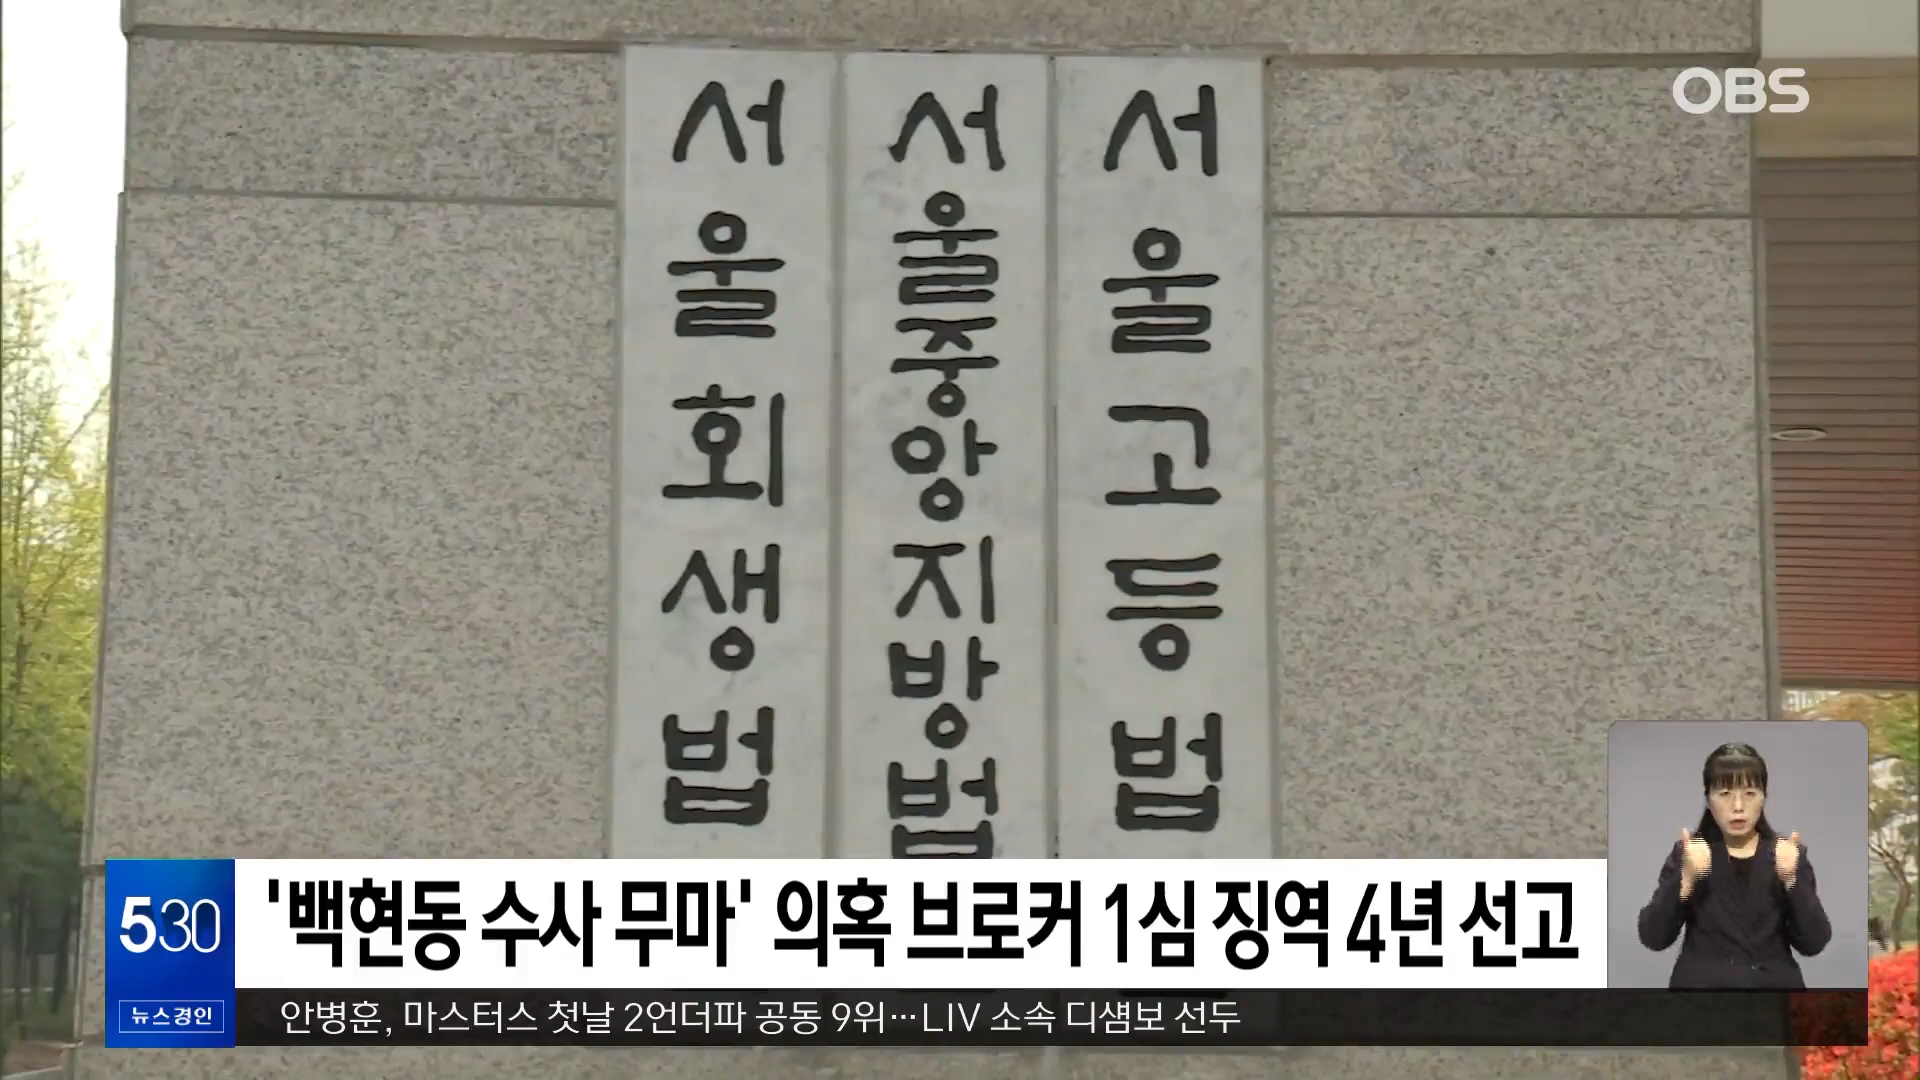 OBS
서울회생법
서울중앙지방법
서울고등법
530
'백현동 수사 무마' 의혹 브로커 1심 징역 4년 선고
뉴스경인
안병훈, 마스터스 첫날 2언더파 공동 9위…LIV 소속 디섐보 선두